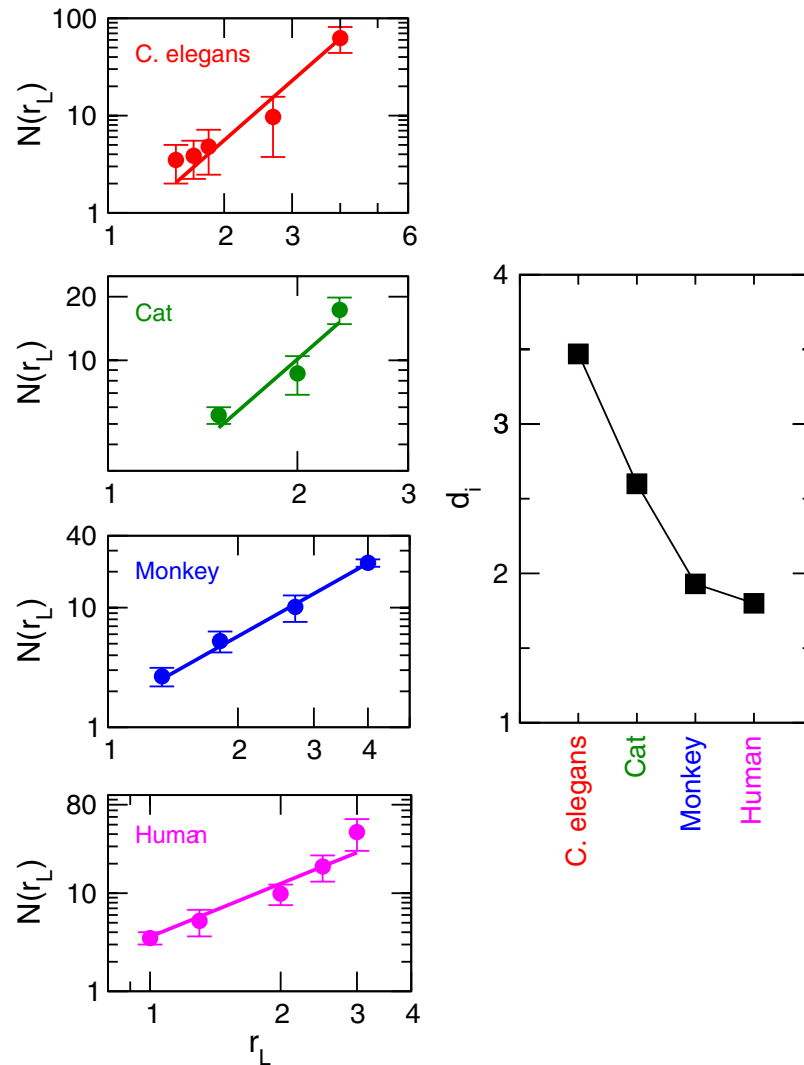 100
10
1
N(r_L)
C. elegans
1 2 3 6
20
10
N(r_L)
Cat
1 2 3
40
10
1
N(r_L)
Monkey
1 2 3 4
80
10
1
N(r_L)
Human
1 2 3 4
r_L
4
3
2
1
d_i
C. elegans
Cat
Monkey
Human